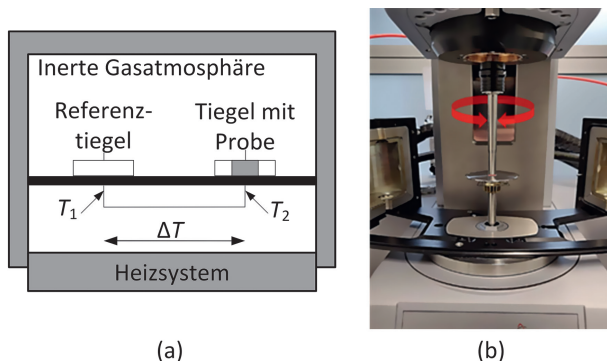 Inerte Gasatmosphäre
Referenz-
tiegel
Tiegel mit
Probe
T1
T2
ΔT
Heizsystem
(a)
(b)